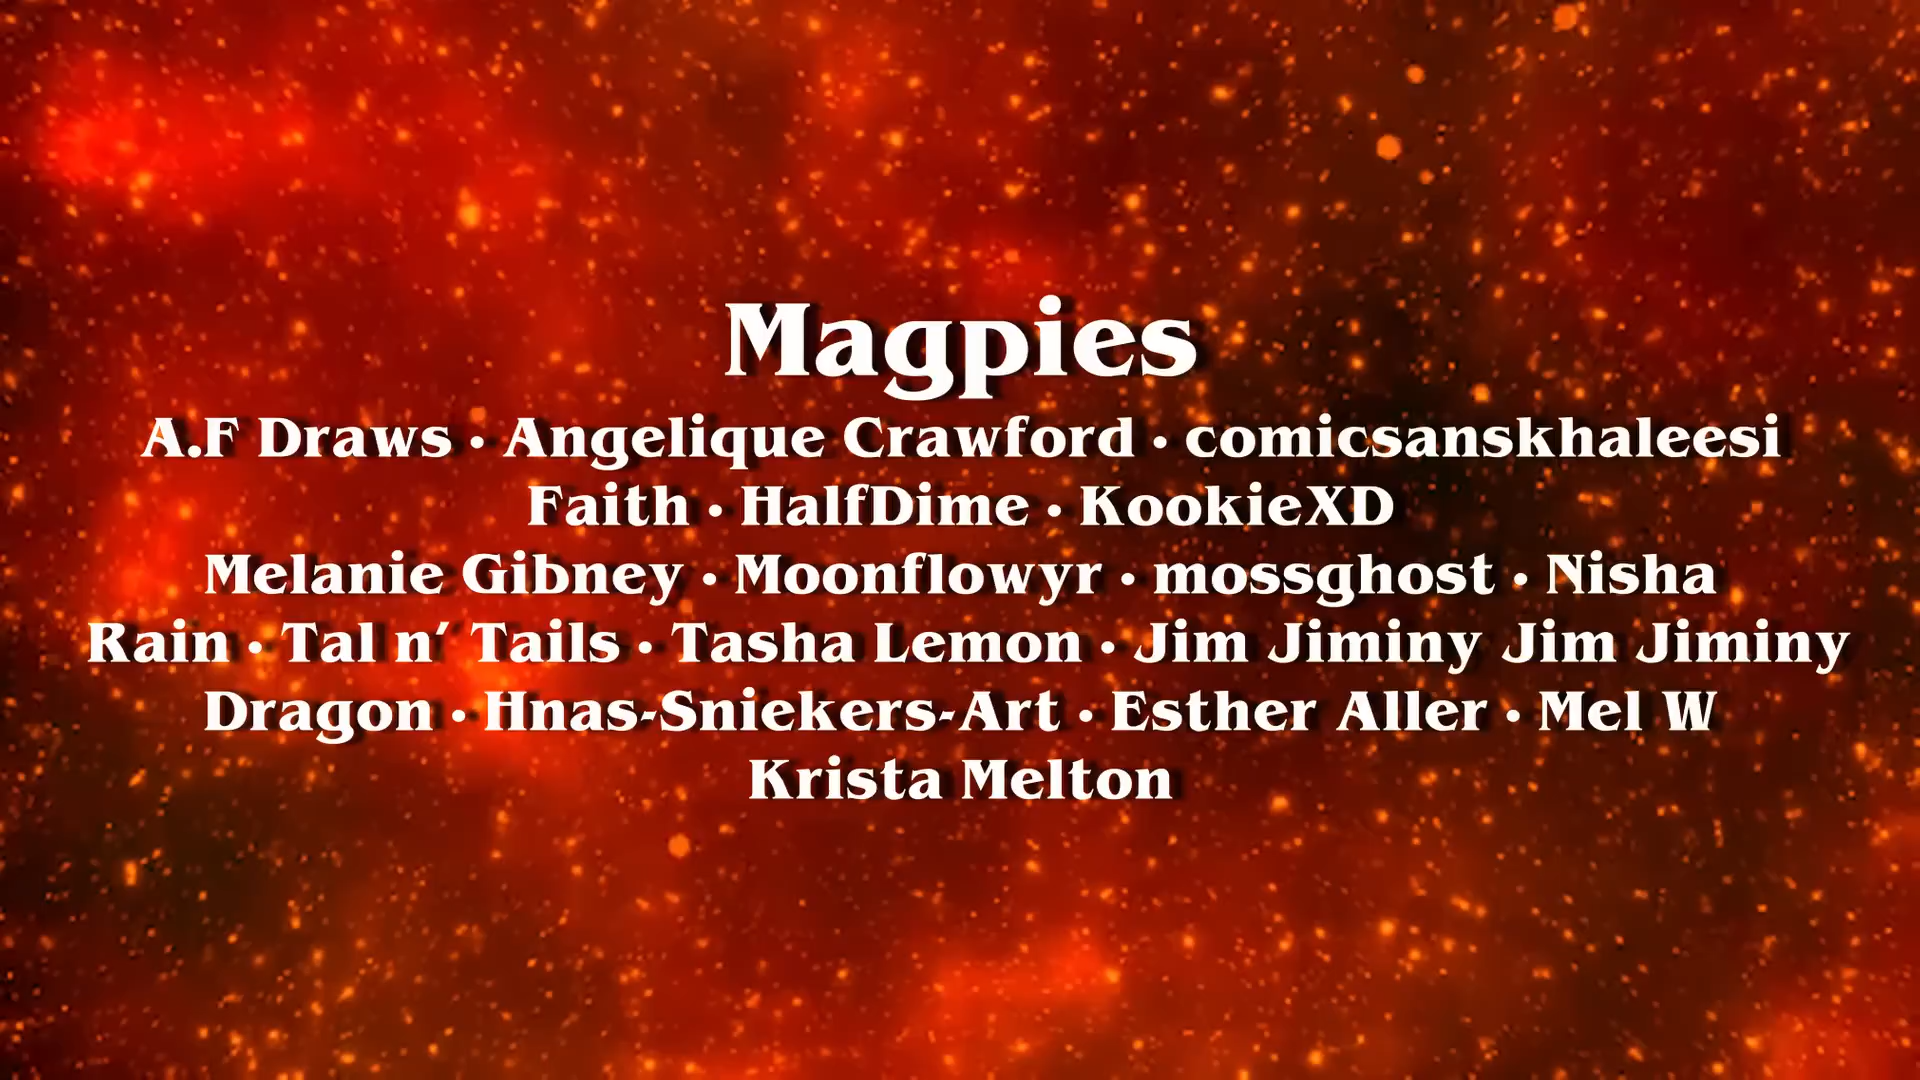 Magpies
A.F Draws • Angelique Crawford • comicsanskhaleesi
Faith • HalfDime • KookieXD
Melanie Gibney • Moonflowyr • mossghost • Nisha
Rain • Tal n’ Tails • Tasha Lemon • Jim Jiminy Jim Jiminy
Dragon • Hnas-Sniekers-Art • Esther Aller • Mel W
Krista Melton